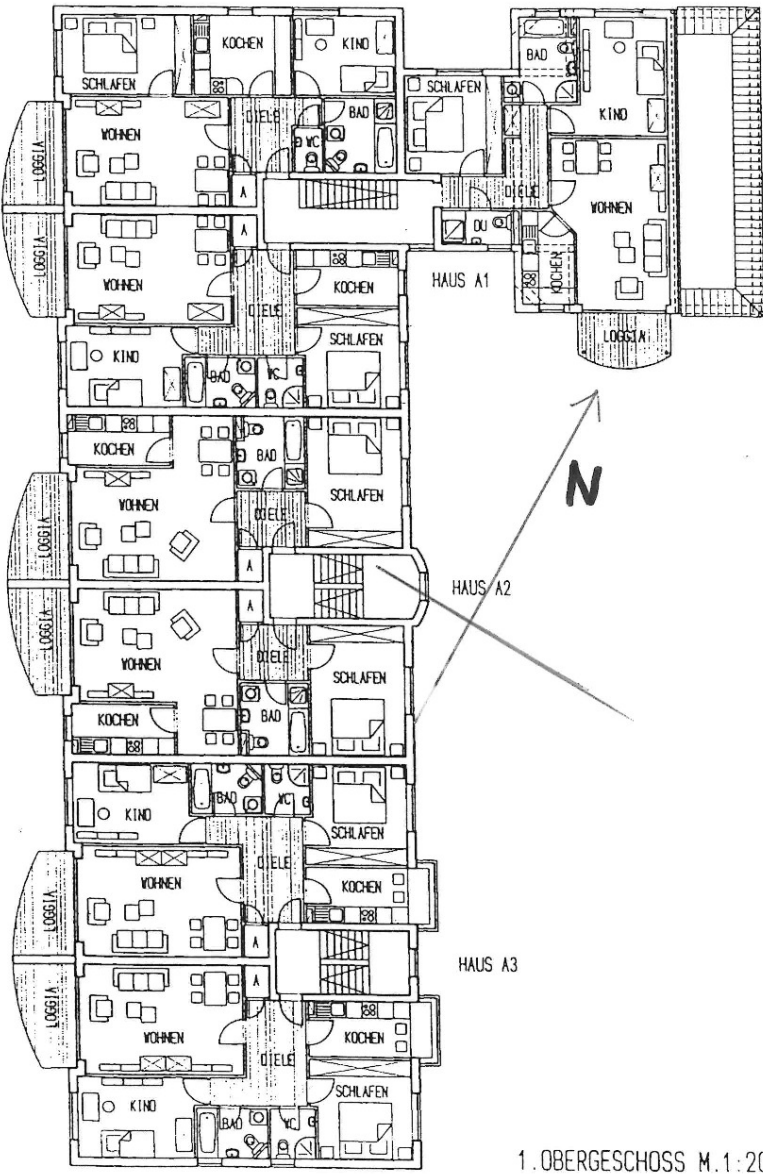 KOCHEN
KIND
BAD
SCHLAFEN
SCHLAFEN
KIND
WOHNEN
DIELE
BAD
WC
LOGGIA
A
DIELE
WOHNEN
LOGGIA
A
DU
WOHNEN
KOCHEN
KOCHEN
HAUS A1
DIELE
SCHLAFEN
LOGGIA
KIND
BAD
WC
KOCHEN
BAD
N
WOHNEN
SCHLAFEN
LOGGIA
DIELE
A
HAUS A2
LOGGIA
A
WOHNEN
DIELE
SCHLAFEN
KOCHEN
BAD
KIND
BAD
WC
SCHLAFEN
DIELE
WOHNEN
KOCHEN
LOGGIA
A
HAUS A3
A
LOGGIA
WOHNEN
KOCHEN
DIELE
SCHLAFEN
KIND
BAD
WC
1.OBERGESCHOSS M.1:20